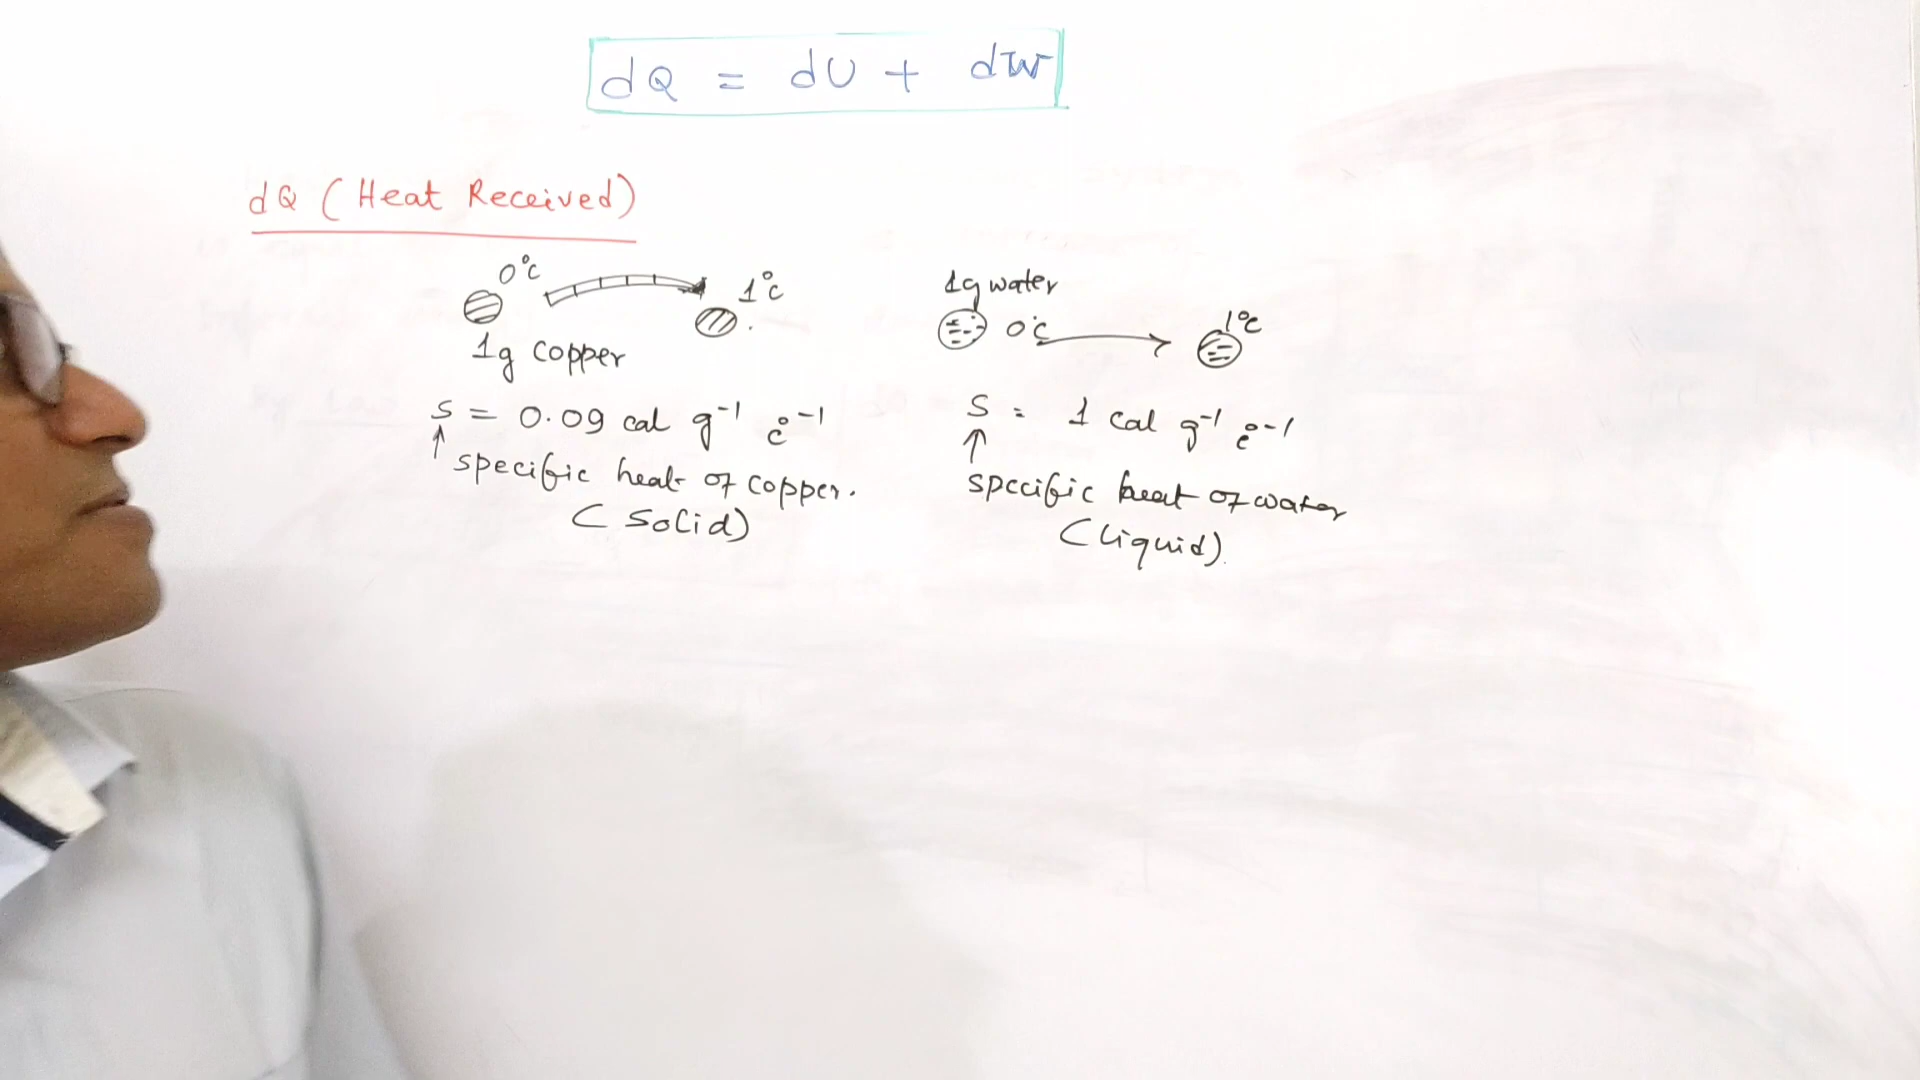 dQ = dU + dW
dQ (Heat Received)
0°C
1°C
1g copper
S = 0.09 cal g⁻¹ °C⁻¹
↑
specific heat of copper.
(Solid)
1g water
0°C
1°C
S = 1 Cal g⁻¹ °C⁻¹
↑
specific heat of water
(liquid).